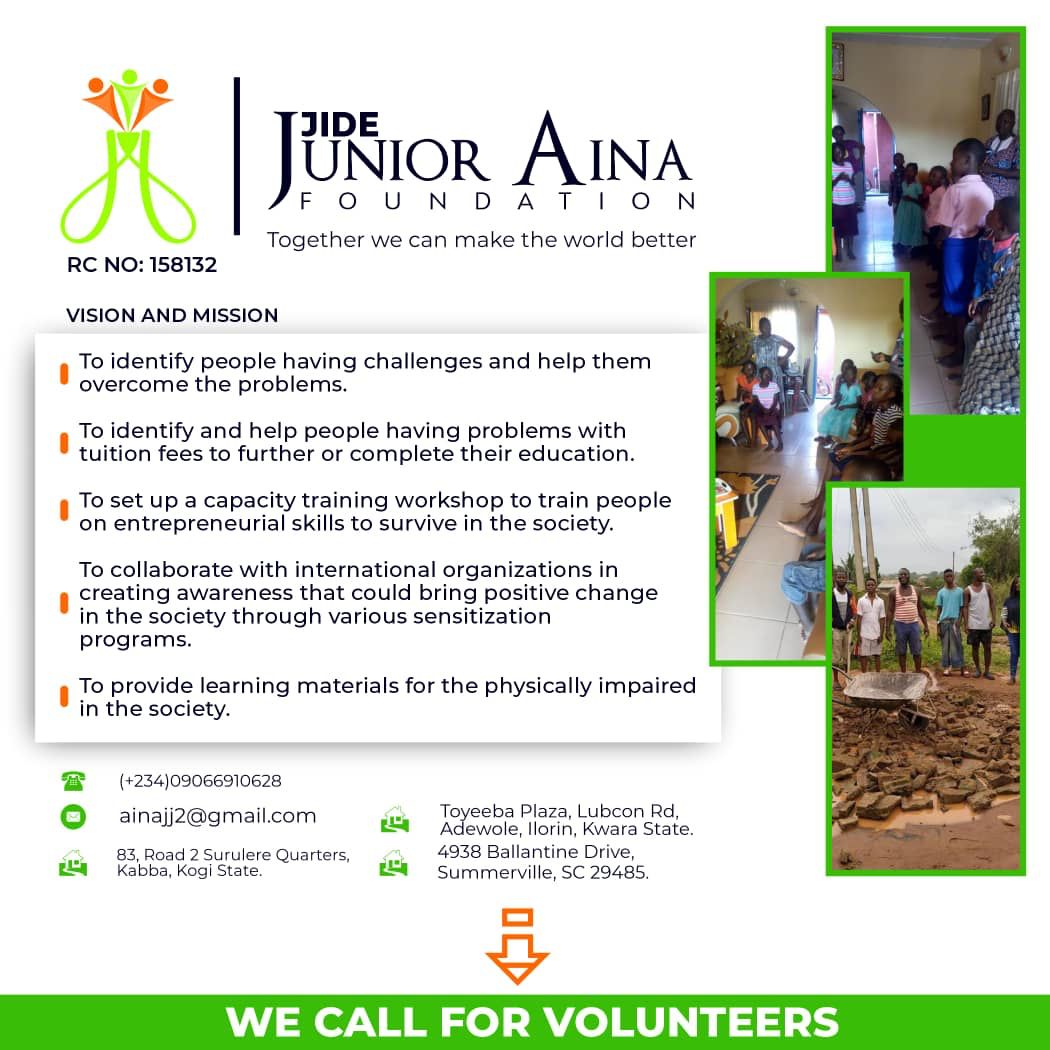 JIDE
JUNIOR AINA
FOUNDATION
Together we can make the world better
RC NO: 158132
VISION AND MISSION
To identify people having challenges and help them
overcome the problems.
To identify and help people having problems with
tuition fees to further or complete their education.
To set up a capacity training workshop to train people
on entrepreneurial skills to survive in the society.
To collaborate with international organizations in
creating awareness that could bring positive change
in the society through various sensitization
programs.
To provide learning materials for the physically impaired
in the society.
(+234)09066910628
ainajj2@gmail.com
83, Road 2 Surulere Quarters,
Kabba, Kogi State.
Toyeeba Plaza, Lubcon Rd,
Adewole, Ilorin, Kwara State.
4938 Ballantine Drive,
Summerville, SC 29485.
WE CALL FOR VOLUNTEERS